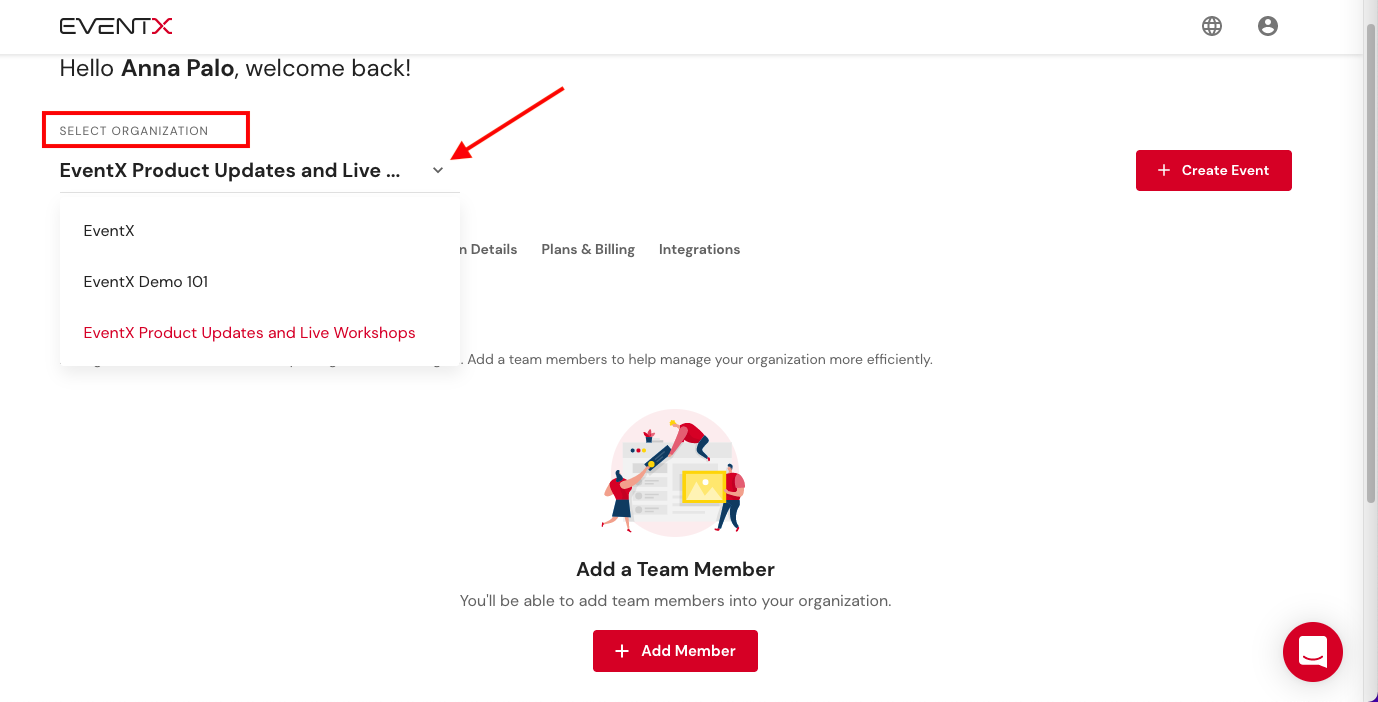 EVENTX
Hello Anna Palo, welcome back!
SELECT ORGANIZATION
EventX Product Updates and Live ...
+ Create Event
EventX
n Details Plans & Billing Integrations
EventX Demo 101
EventX Product Updates and Live Workshops
. Add a team members to help manage your organization more efficiently.
Add a Team Member
You'll be able to add team members into your organization.
+ Add Member